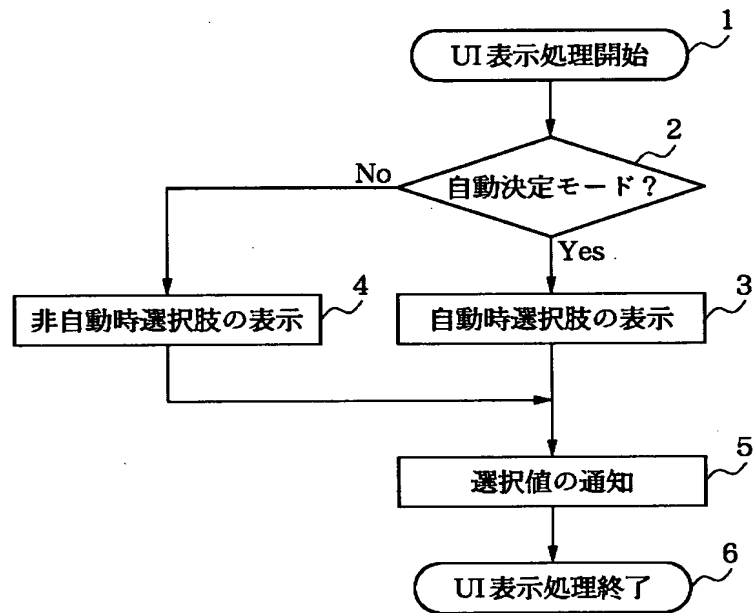 1
UI表示処理開始
2
No
自動決定モード？
Yes
4
3
非自動時選択肢の表示
自動時選択肢の表示
5
選択値の通知
6
UI表示処理終了